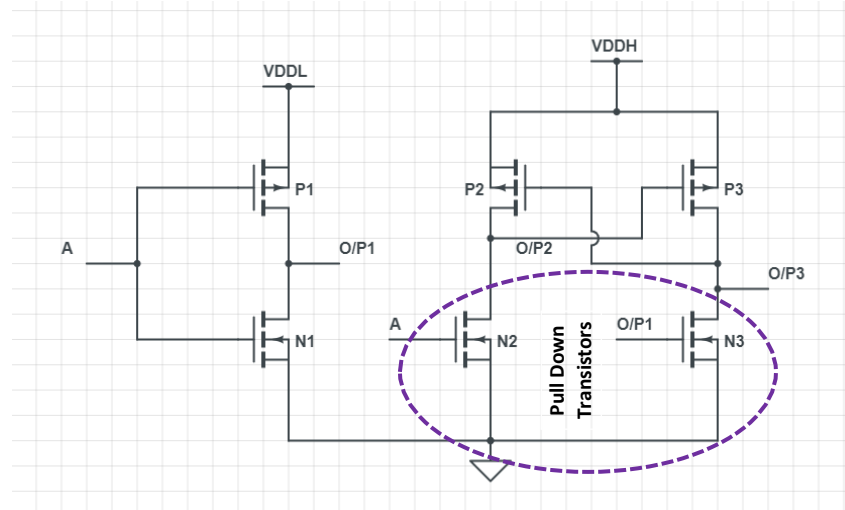 VDDH
VDDL
P1
P2
P3
A
O/P1
O/P2
O/P3
A
O/P1
N1
N2
N3
Pull Down
Transistors